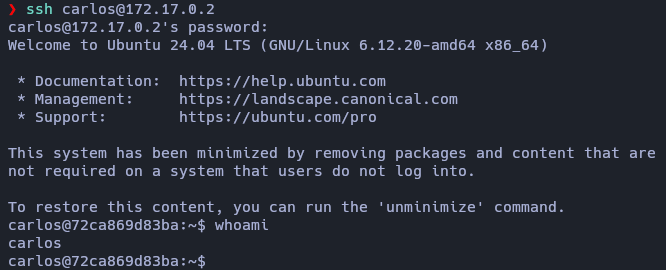 ❯ ssh carlos@172.17.0.2
carlos@172.17.0.2's password:
Welcome to Ubuntu 24.04 LTS (GNU/Linux 6.12.20-amd64 x86_64)
 * Documentation:  https://help.ubuntu.com
 * Management:     https://landscape.canonical.com
 * Support:        https://ubuntu.com/pro
This system has been minimized by removing packages and content that are
not required on a system that users do not log into.
To restore this content, you can run the 'unminimize' command.
carlos@72ca869d83ba:~$ whoami
carlos
carlos@72ca869d83ba:~$